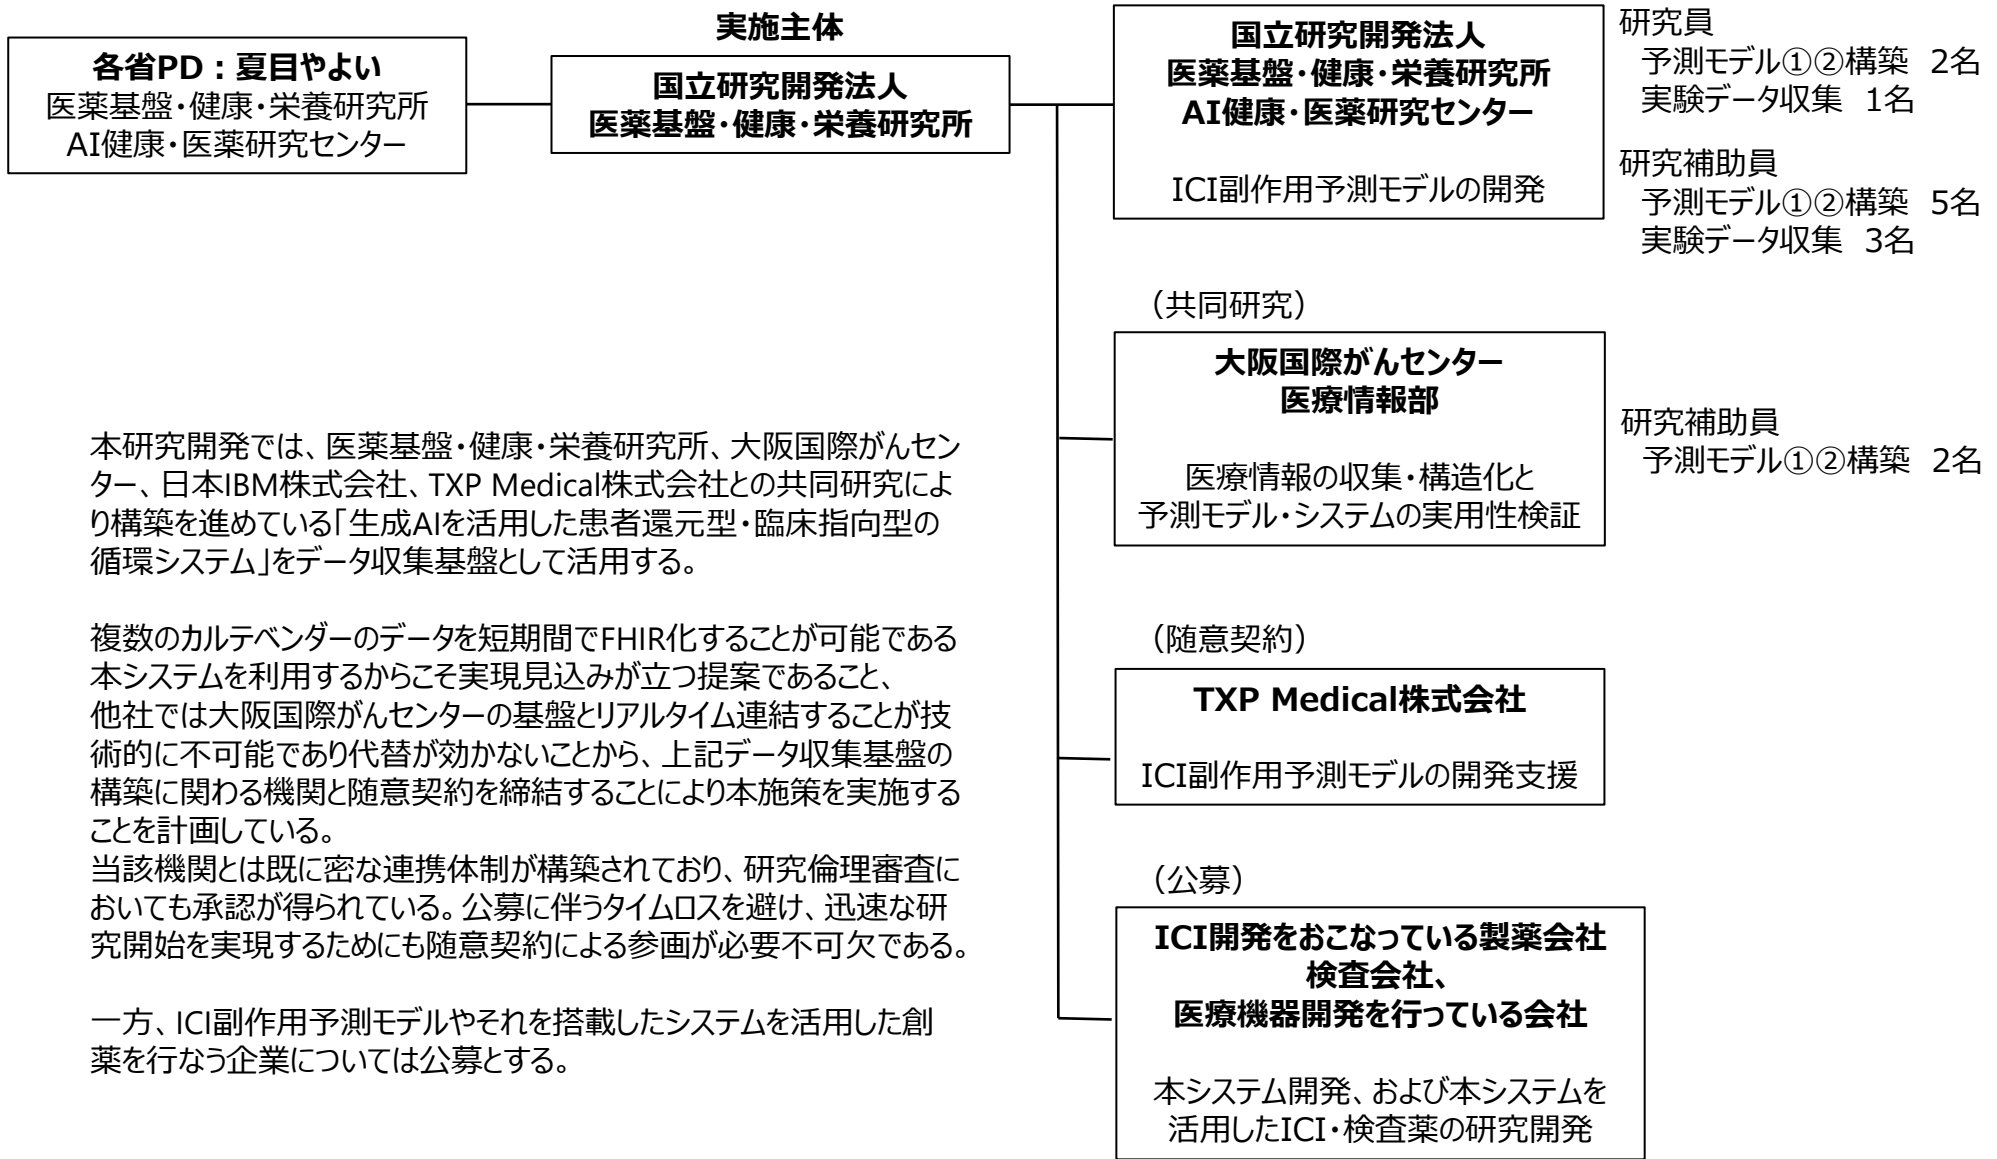 各省PD：夏目やよい
医薬基盤・健康・栄養研究所
AI健康・医薬研究センター
実施主体
国立研究開発法人
医薬基盤・健康・栄養研究所
国立研究開発法人
医薬基盤・健康・栄養研究所
AI健康・医薬研究センター
ICI副作用予測モデルの開発
研究員
予測モデル①②構築 2名
実験データ収集 1名
研究補助員
予測モデル①②構築 5名
実験データ収集 3名
（共同研究）
大阪国際がんセンター
医療情報部
医療情報の収集・構造化と
予測モデル・システムの実用性検証
研究補助員
予測モデル①②構築 2名
（随意契約）
TXP Medical株式会社
ICI副作用予測モデルの開発支援
（公募）
ICI開発をおこなっている製薬会社
検査会社、
医療機器開発を行っている会社
本システム開発、および本システムを
活用したICI・検査薬の研究開発
本研究開発では、医薬基盤・健康・栄養研究所、大阪国際がんセン
ター、日本IBM株式会社、TXP Medical株式会社との共同研究によ
り構築を進めている「生成AIを活用した患者還元型・臨床指向型の
循環システム」をデータ収集基盤として活用する。
複数のカルテベンダーのデータを短期間でFHIR化することが可能である
本システムを利用するからこそ実現見込みが立つ提案であること、
他社では大阪国際がんセンターの基盤とリアルタイム連結することが技
術的に不可能であり代替が効かないことから、上記データ収集基盤の
構築に関わる機関と随意契約を締結することにより本施策を実施する
ことを計画している。
当該機関とは既に密な連携体制が構築されており、研究倫理審査に
おいても承認が得られている。公募に伴うタイムロスを避け、迅速な研
究開始を実現するためにも随意契約による参画が必要不可欠である。
一方、ICI副作用予測モデルやそれを搭載したシステムを活用した創
薬を行なう企業については公募とする。